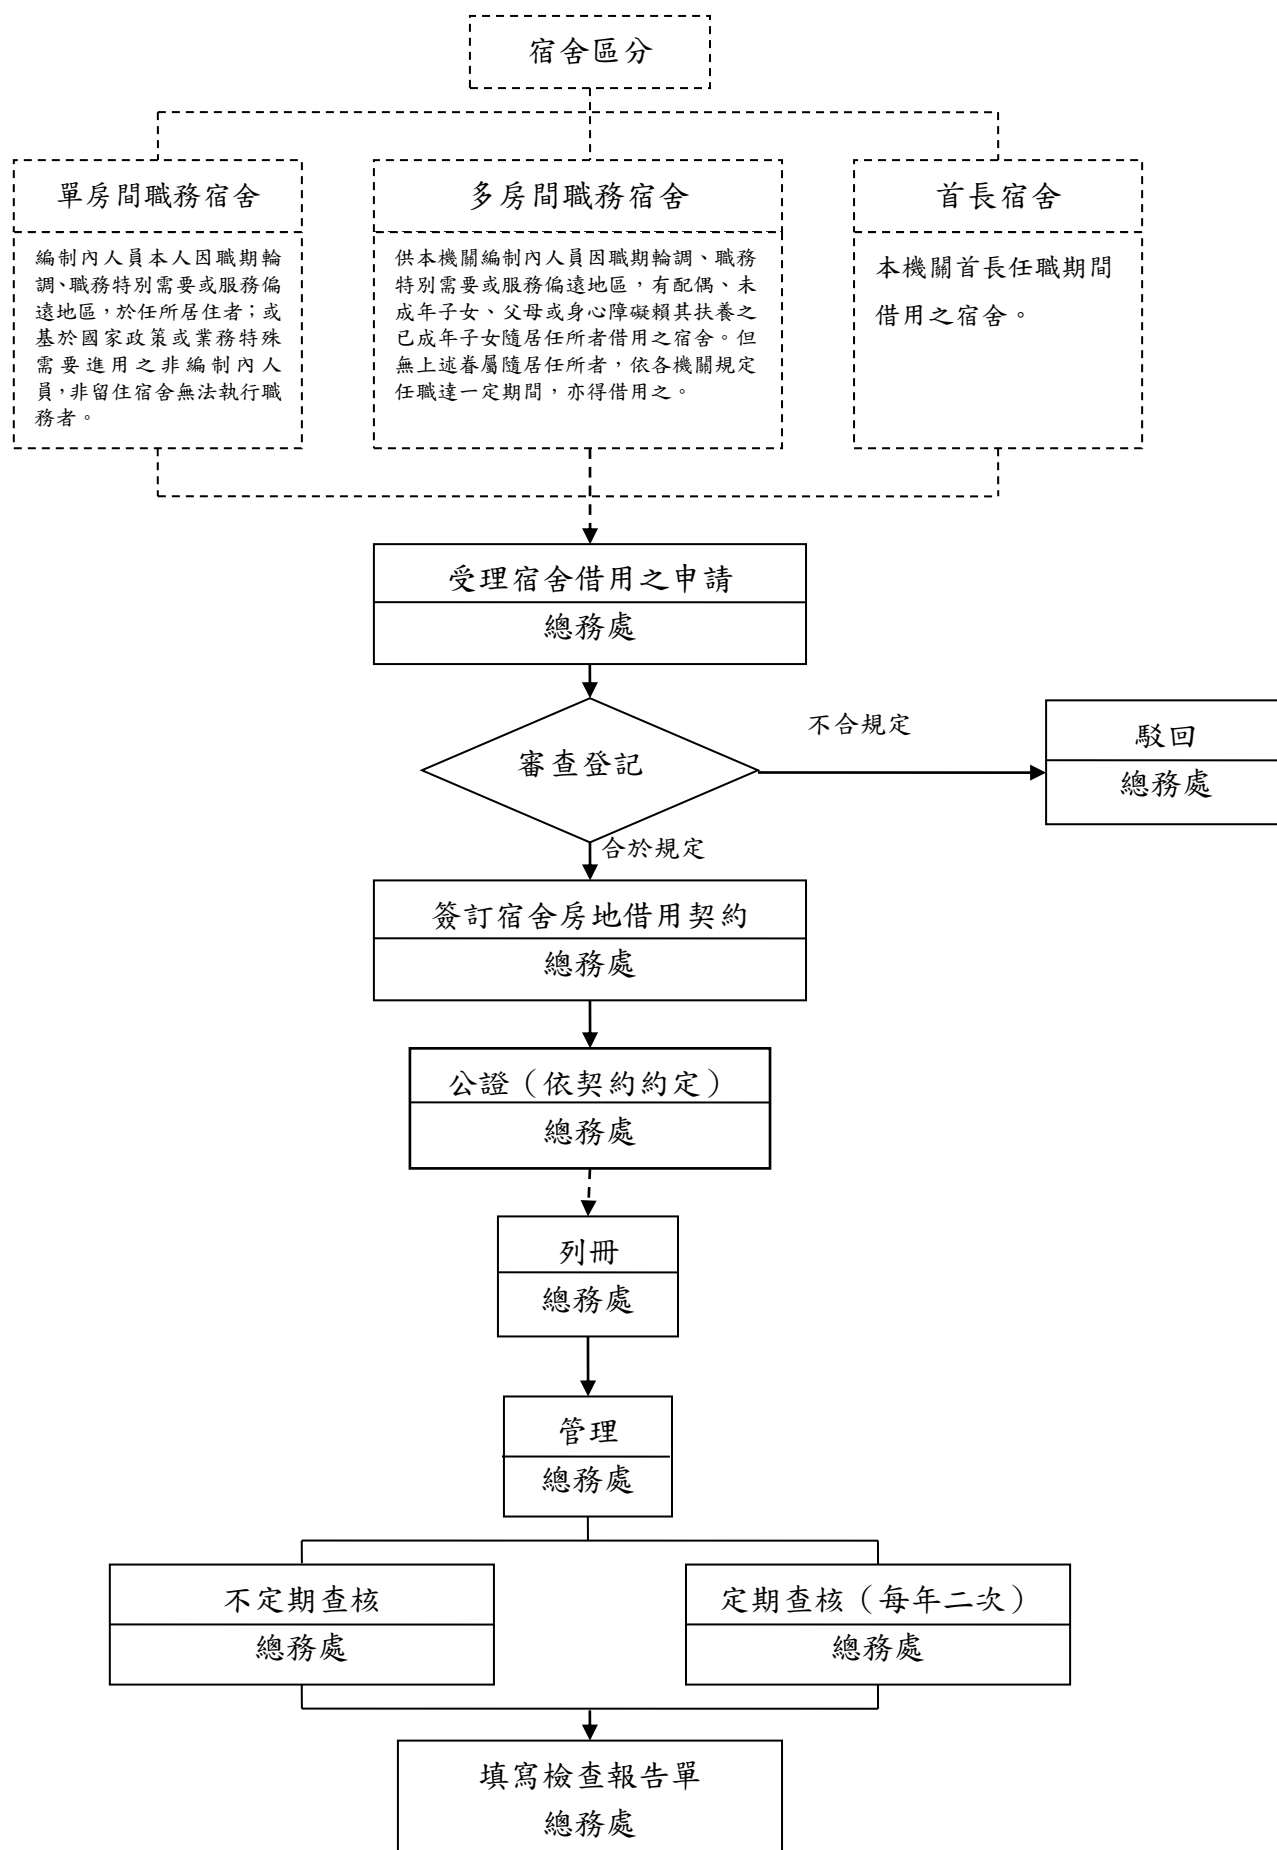 宿舍區分
單房間職務宿舍
編制內人員本人因職期輪
調、職務特別需要或服務偏
遠地區，於任所居住者；或
基於國家政策或業務特殊
需要進用之非編制內人
員，非留住宿舍無法執行職
務者。
多房間職務宿舍
供本機關編制內人員因職期輪調、職務
特別需要或服務偏遠地區，有配偶、未
成年子女、父母或身心障礙賴其扶養之
已成年子女隨居任所者借用之宿舍。但
無上述眷屬隨居任所者，依各機關規定
任職達一定期間，亦得借用之。
首長宿舍
本機關首長任職期間
借用之宿舍。
受理宿舍借用之申請
總務處
審查登記
不合規定
駁回
總務處
合於規定
簽訂宿舍房地借用契約
總務處
公證（依契約約定）
總務處
列冊
總務處
管理
總務處
不定期查核
總務處
定期查核（每年二次）
總務處
填寫檢查報告單
總務處